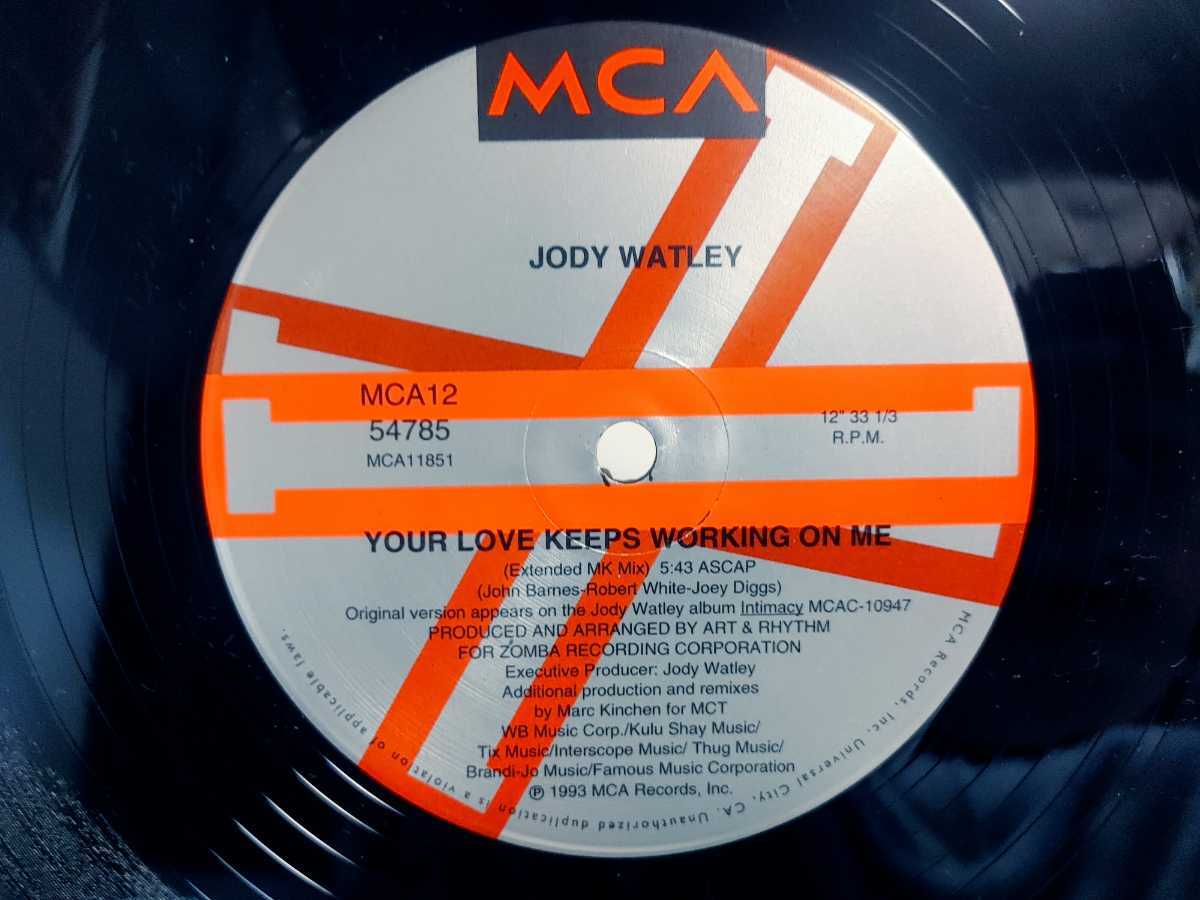 MCA
JODY WATLEY
MCA12
54785
MCA11851
12" 33 1/3
R.P.M.
YOUR LOVE KEEPS WORKING ON ME
(Extended MK Mix) 5:43 ASCAP
(John Barnes-Robert White-Joey Diggs)
Original version appears on the Jody Watley album Intimacy MCAC-10947
PRODUCED AND ARRANGED BY ART & RHYTHM
FOR ZOMBA RECORDING CORPORATION
Executive Producer: Jody Watley
Additional production and remixes
by Marc Kinchen for MCT
WB Music Corp./Kulu Shay Music/
Tix Music/Interscope Music/ Thug Music/
Brandi-Jo Music/Famous Music Corporation
℗ 1993 MCA Records, Inc.
MCA Records, Inc. Universal City, CA. Unauthorized duplication is a violation of applicable laws.